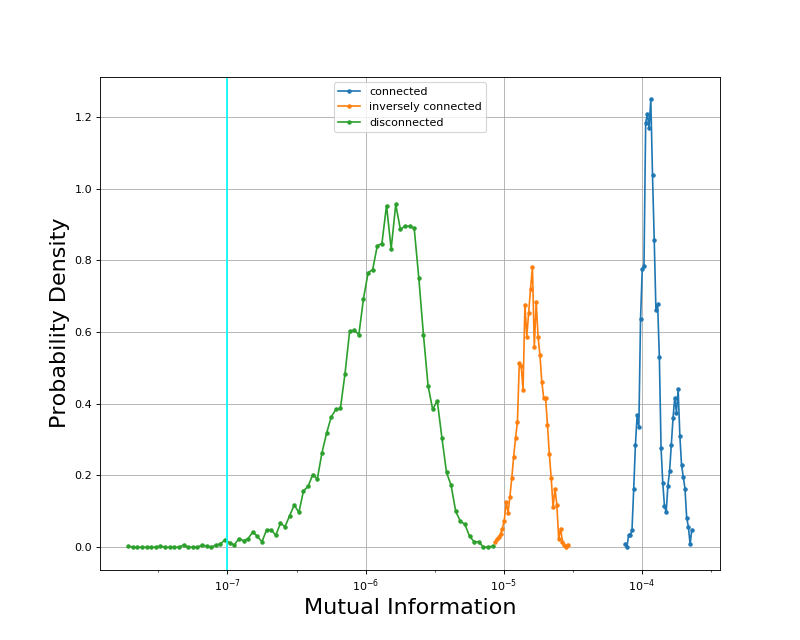 connected
inversely connected
disconnected
1.2
1.0
0.8
0.6
0.4
0.2
0.0
Probability Density
10⁻⁷ 10⁻⁶ 10⁻⁵ 10⁻⁴
Mutual Information